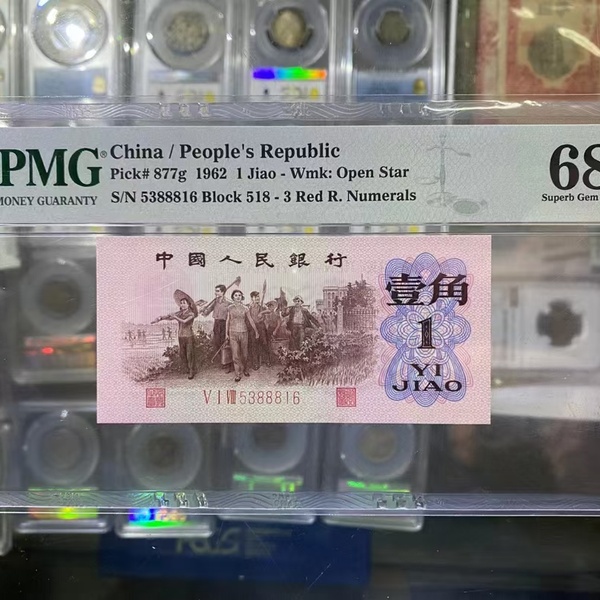 PMG
MONEY GUARANTY
China / People's Republic
Pick# 877g 1962 1 Jiao - Wmk: Open Star
S/N 5388816 Block 518 - 3 Red R. Numerals
68
Superb Gem
中國人民銀行
壹角
1
YI
JIAO
V I VIII 5388816